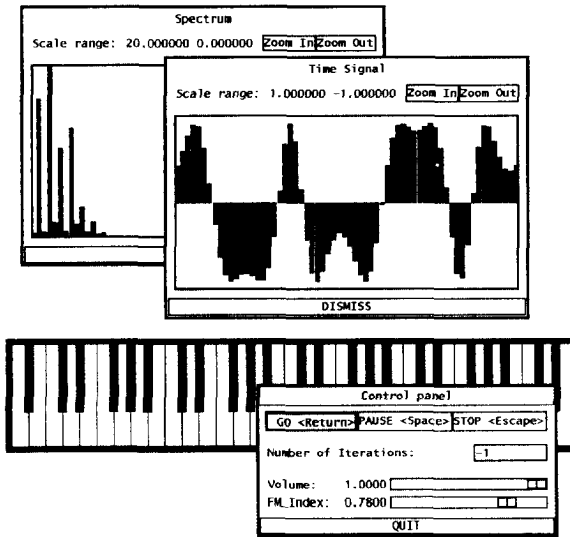 Spectrum
Scale range: 20.000000 0.000000 Zoom In Zoom Out
Time Signal
Scale range: 1.000000 -1.000000 Zoom In Zoom Out
DISMISS
Control panel
GO <Return> PAUSE <Space> STOP <Escape>
Number of Iterations: -1
Volume: 1.0000
FM_Index: 0.7800
QUIT